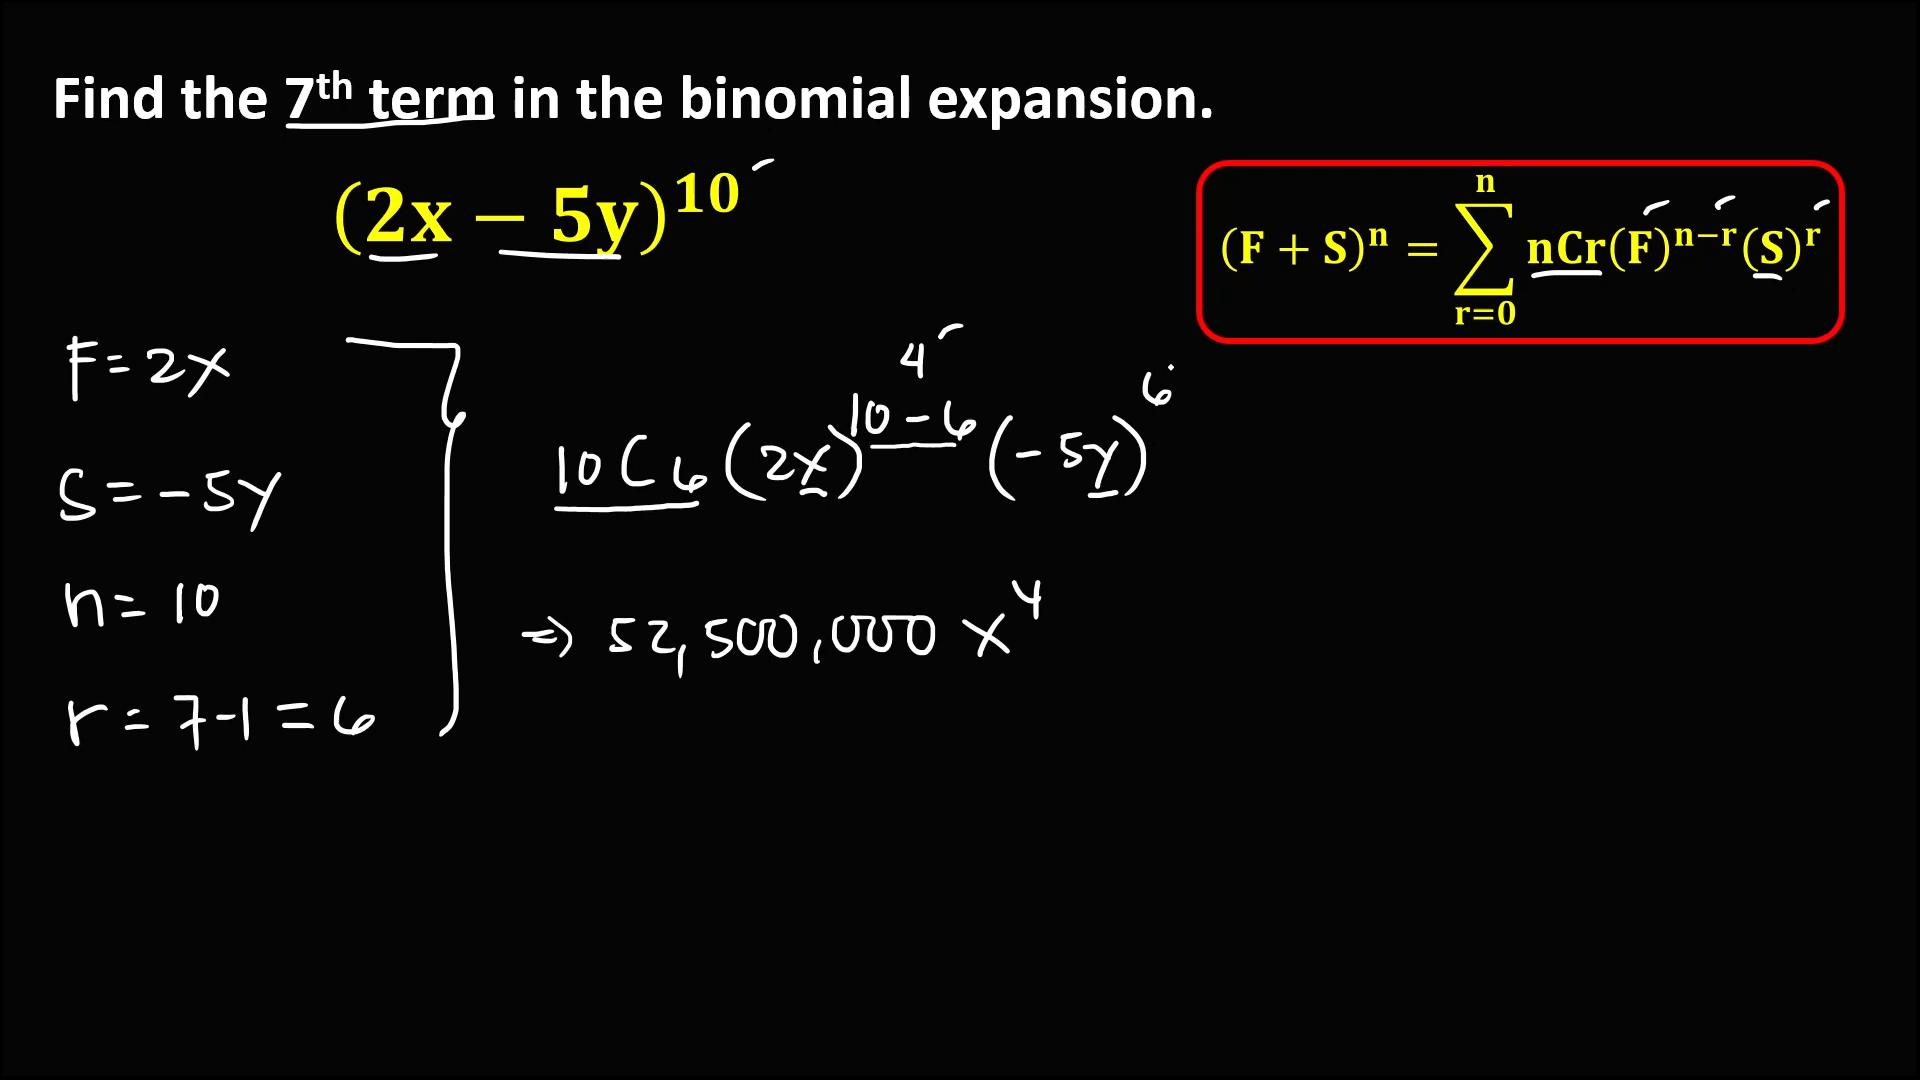 Find the 7th term in the binomial expansion.
(2x − 5y)^10
(F + S)^n = ∑_{r=0}^{n} nCr(F)^{n−r}(S)^r
F = 2x
S = -5y
n = 10
r = 7-1 = 6
4
10C6 (2x)^{10-6} (-5y)^6
⇒ 52,500,000 x^4